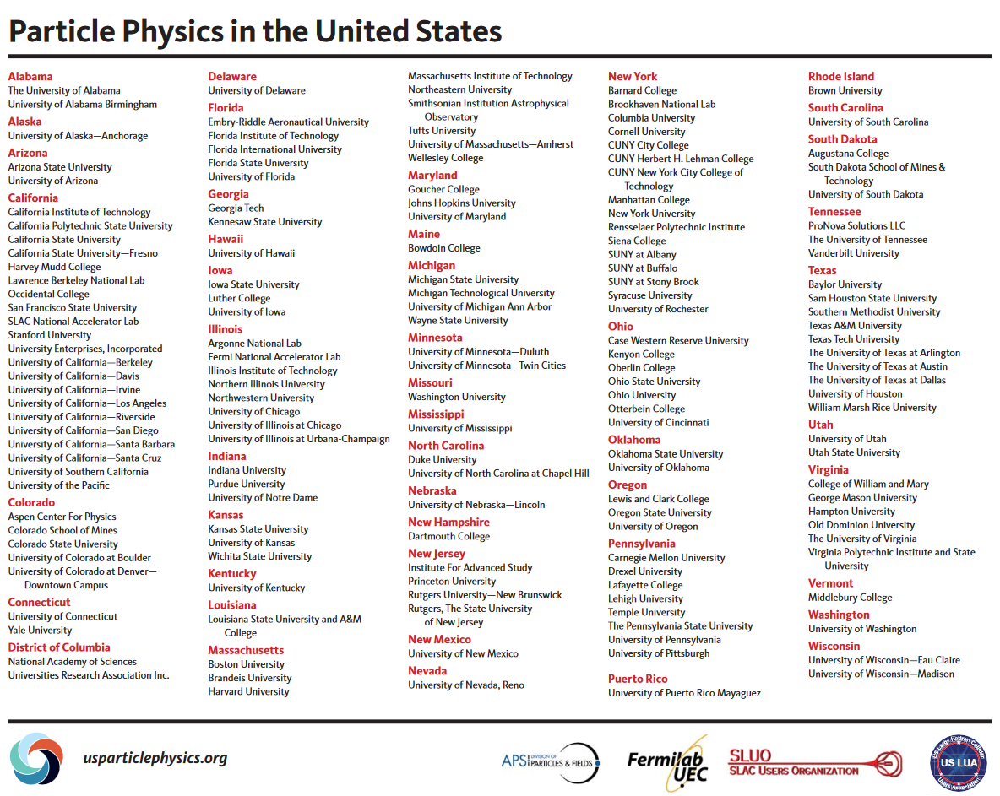 Particle Physics in the United States
Alabama
The University of Alabama
University of Alabama Birmingham
Alaska
University of Alaska—Anchorage
Arizona
Arizona State University
University of Arizona
California
California Institute of Technology
California Polytechnic State University
California State University
California State University—Fresno
Harvey Mudd College
Lawrence Berkeley National Lab
Occidental College
San Francisco State University
SLAC National Accelerator Lab
Stanford University
University Enterprises, Incorporated
University of California—Berkeley
University of California—Davis
University of California—Irvine
University of California—Los Angeles
University of California—Riverside
University of California—San Diego
University of California—Santa Barbara
University of California—Santa Cruz
University of Southern California
University of the Pacific
Colorado
Aspen Center For Physics
Colorado School of Mines
Colorado State University
University of Colorado at Boulder
University of Colorado at Denver—
Downtown Campus
Connecticut
University of Connecticut
Yale University
District of Columbia
National Academy of Sciences
Universities Research Association Inc.
Delaware
University of Delaware
Florida
Embry-Riddle Aeronautical University
Florida Institute of Technology
Florida International University
Florida State University
University of Florida
Georgia
Georgia Tech
Kennesaw State University
Hawaii
University of Hawaii
Iowa
Iowa State University
Luther College
University of Iowa
Illinois
Argonne National Lab
Fermi National Accelerator Lab
Illinois Institute of Technology
Northern Illinois University
Northwestern University
University of Chicago
University of Illinois at Chicago
University of Illinois at Urbana-Champaign
Indiana
Indiana University
Purdue University
University of Notre Dame
Kansas
Kansas State University
University of Kansas
Wichita State University
Kentucky
University of Kentucky
Louisiana
Louisiana State University and A&M
College
Massachusetts
Boston University
Brandeis University
Harvard University
Massachusetts Institute of Technology
Northeastern University
Smithsonian Institution Astrophysical
Observatory
Tufts University
University of Massachusetts—Amherst
Wellesley College
Maryland
Goucher College
Johns Hopkins University
University of Maryland
Maine
Bowdoin College
Michigan
Michigan State University
Michigan Technological University
University of Michigan Ann Arbor
Wayne State University
Minnesota
University of Minnesota—Duluth
University of Minnesota—Twin Cities
Missouri
Washington University
Mississippi
University of Mississippi
North Carolina
Duke University
University of North Carolina at Chapel Hill
Nebraska
University of Nebraska—Lincoln
New Hampshire
Dartmouth College
New Jersey
Institute For Advanced Study
Princeton University
Rutgers University—New Brunswick
Rutgers, The State University
of New Jersey
New Mexico
University of New Mexico
Nevada
University of Nevada, Reno
New York
Barnard College
Brookhaven National Lab
Columbia University
Cornell University
CUNY City College
CUNY Herbert H. Lehman College
CUNY New York City College of
Technology
Manhattan College
New York University
Rensselaer Polytechnic Institute
Siena College
SUNY at Albany
SUNY at Buffalo
SUNY at Stony Brook
Syracuse University
University of Rochester
Ohio
Case Western Reserve University
Kenyon College
Oberlin College
Ohio State University
Ohio University
Otterbein College
University of Cincinnati
Oklahoma
Oklahoma State University
University of Oklahoma
Oregon
Lewis and Clark College
Oregon State University
University of Oregon
Pennsylvania
Carnegie Mellon University
Drexel University
Lafayette College
Lehigh University
Temple University
The Pennsylvania State University
University of Pennsylvania
University of Pittsburgh
Puerto Rico
University of Puerto Rico Mayaguez
Rhode Island
Brown University
South Carolina
University of South Carolina
South Dakota
Augustana College
South Dakota School of Mines &
Technology
University of South Dakota
Tennessee
ProNova Solutions LLC
The University of Tennessee
Vanderbilt University
Texas
Baylor University
Sam Houston State University
Southern Methodist University
Texas A&M University
Texas Tech University
The University of Texas at Arlington
The University of Texas at Austin
The University of Texas at Dallas
University of Houston
William Marsh Rice University
Utah
University of Utah
Utah State University
Virginia
College of William and Mary
George Mason University
Hampton University
Old Dominion University
The University of Virginia
Virginia Polytechnic Institute and State
University
Vermont
Middlebury College
Washington
University of Washington
Wisconsin
University of Wisconsin—Eau Claire
University of Wisconsin—Madison
usparticlephysics.org
APS
DIVISION OF
PARTICLES & FIELDS
Fermilab
UEC
SLUO
SLAC USERS ORGANIZATION
US Large Hadron Collider
US LUA
Users Association